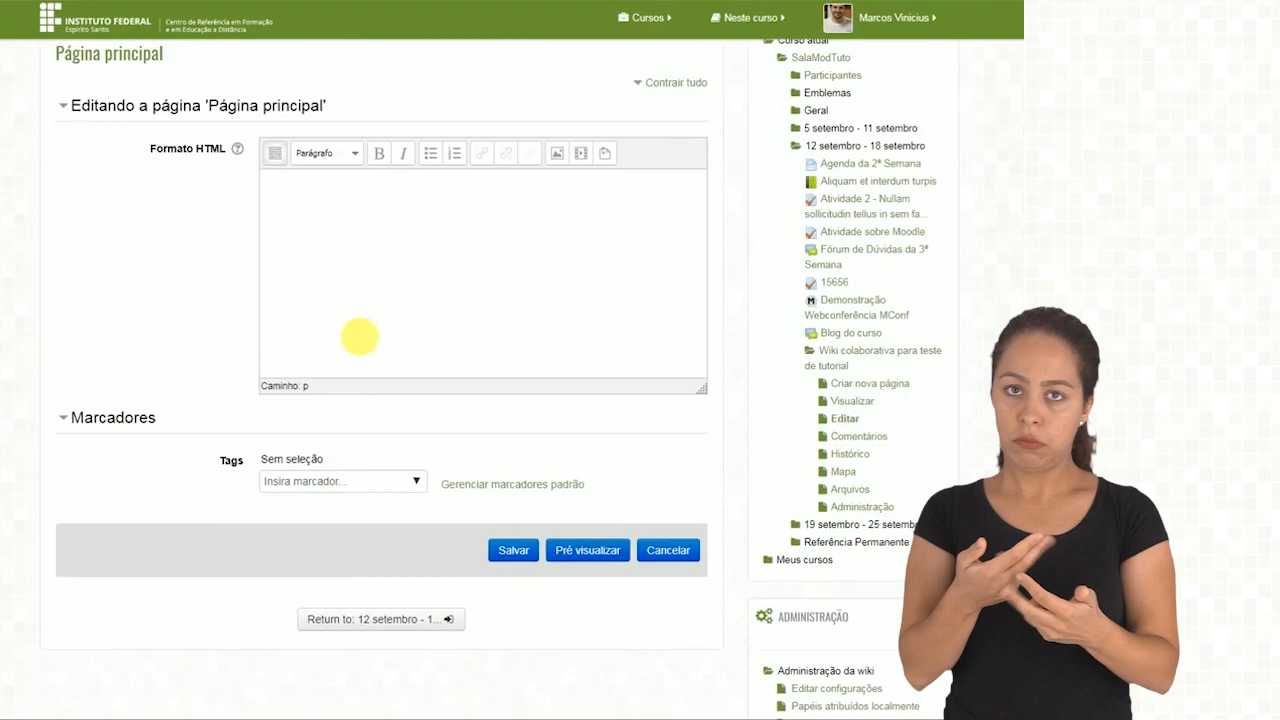 INSTITUTO FEDERAL
Espírito Santo
Centro de Referência em Formação
e em Educação a Distância
Cursos
Neste curso
Marcos Vinicius
Página principal
Contrair tudo
Editando a página 'Página principal'
Formato HTML
Parágrafo
B I
Caminho: p
Marcadores
Tags
Sem seleção
Insira marcador...
Gerenciar marcadores padrão
Salvar
Pré visualizar
Cancelar
Return to: 12 setembro - 1...
Curso atual
SalaModTuto
Participantes
Emblemas
Geral
5 setembro - 11 setembro
12 setembro - 18 setembro
Agenda da 2ª Semana
Aliquam et interdum turpis
Atividade 2 - Nullam
sollicitudin tellus in sem fa...
Atividade sobre Moodle
Fórum de Dúvidas da 3ª
Semana
15656
Demonstração
Webconferência MConf
Blog do curso
Wiki colaborativa para teste
de tutorial
Criar nova página
Visualizar
Editar
Comentários
Histórico
Mapa
Arquivos
Administração
19 setembro - 25 setemb
Referência Permanente
Meus cursos
ADMINISTRAÇÃO
Administração da wiki
Editar configurações
Papéis atribuídos localmente